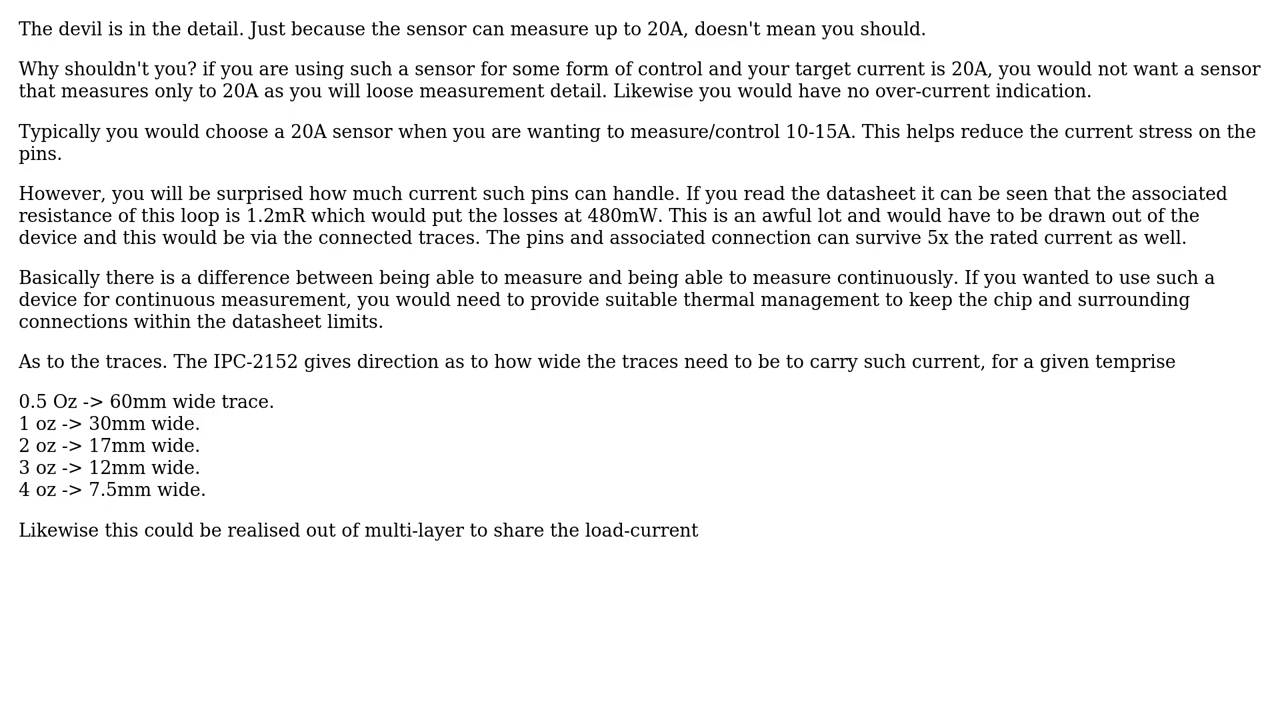 The devil is in the detail. Just because the sensor can measure up to 20A, doesn't mean you should.
Why shouldn't you? if you are using such a sensor for some form of control and your target current is 20A, you would not want a sensor
that measures only to 20A as you will loose measurement detail. Likewise you would have no over-current indication.
Typically you would choose a 20A sensor when you are wanting to measure/control 10-15A. This helps reduce the current stress on the
pins.
However, you will be surprised how much current such pins can handle. If you read the datasheet it can be seen that the associated
resistance of this loop is 1.2mR which would put the losses at 480mW. This is an awful lot and would have to be drawn out of the
device and this would be via the connected traces. The pins and associated connection can survive 5x the rated current as well.
Basically there is a difference between being able to measure and being able to measure continuously. If you wanted to use such a
device for continuous measurement, you would need to provide suitable thermal management to keep the chip and surrounding
connections within the datasheet limits.
As to the traces. The IPC-2152 gives direction as to how wide the traces need to be to carry such current, for a given temprise
0.5 Oz -> 60mm wide trace.
1 oz -> 30mm wide.
2 oz -> 17mm wide.
3 oz -> 12mm wide.
4 oz -> 7.5mm wide.
Likewise this could be realised out of multi-layer to share the load-current